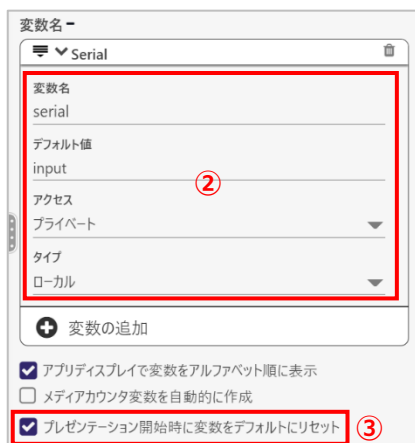 変数名 −
Serial
変数名
serial
デフォルト値
input
②
アクセス
プライベート
タイプ
ローカル
変数の追加
アプリディスプレイで変数をアルファベット順に表示
メディアカウンタ変数を自動的に作成
プレゼンテーション開始時に変数をデフォルトにリセット ③